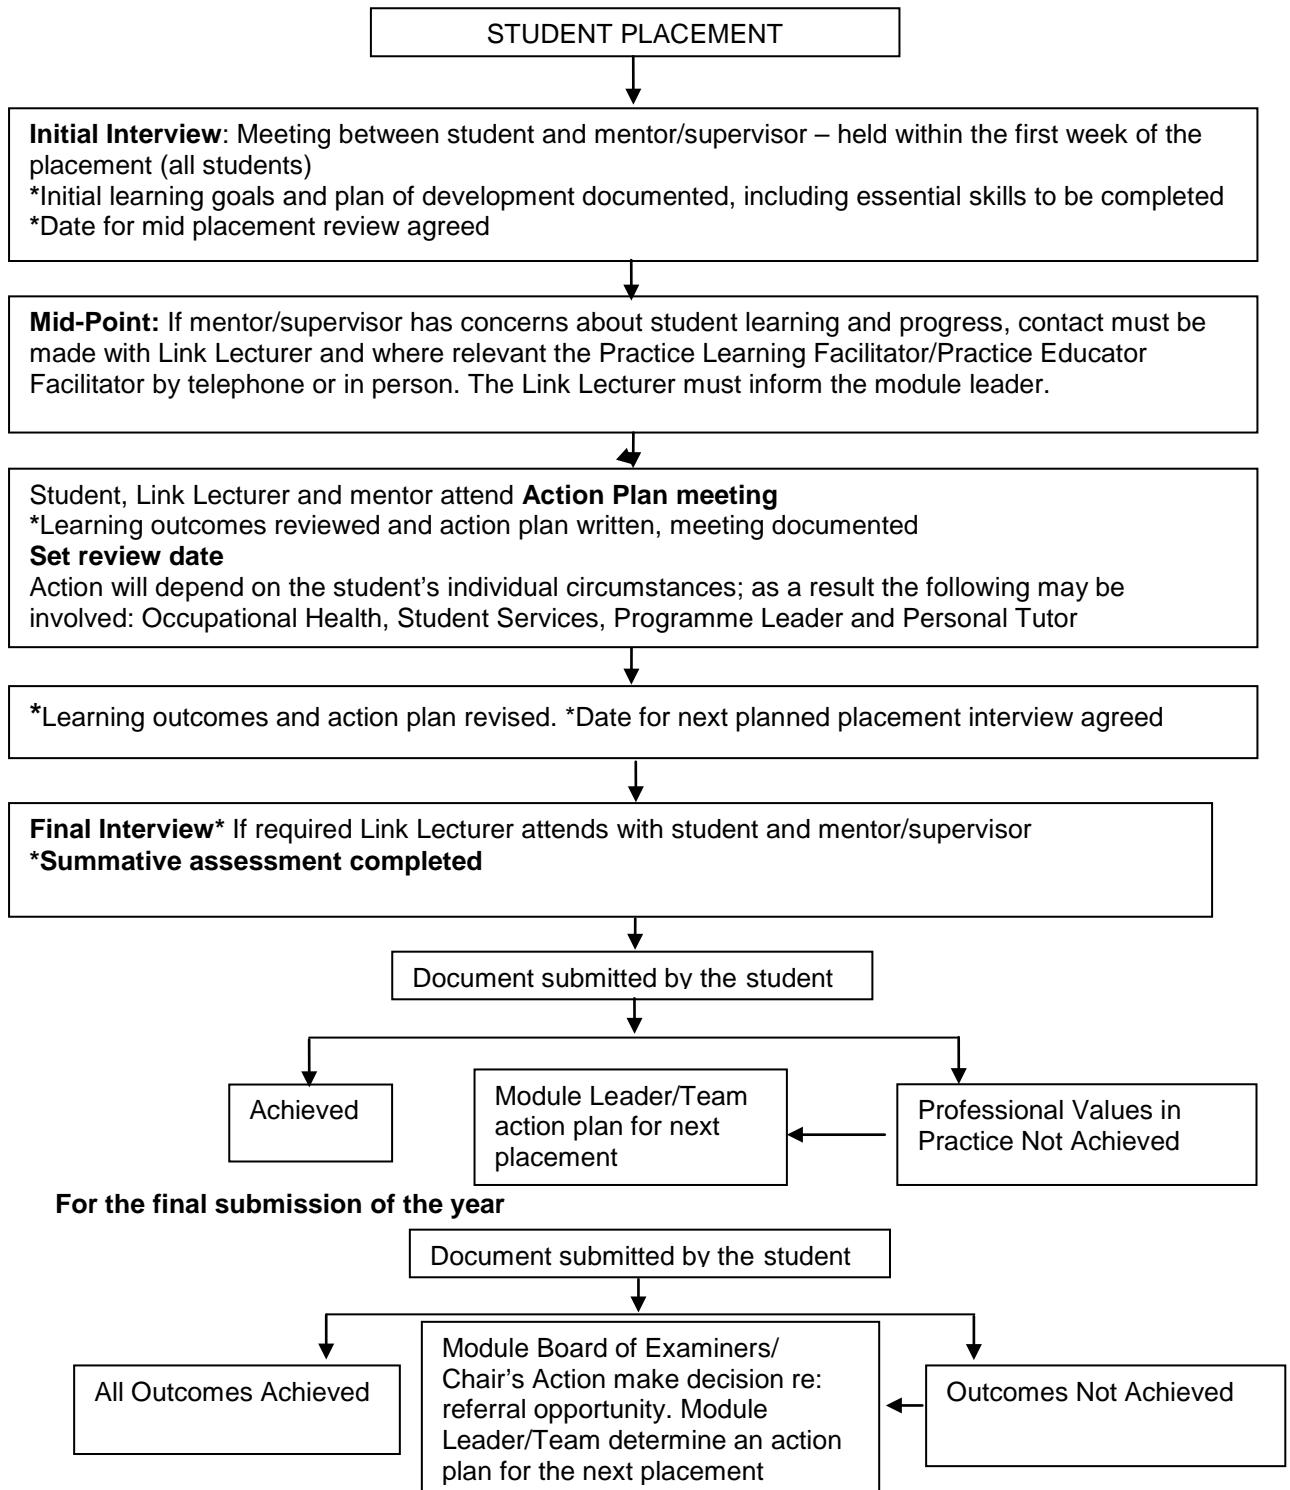 STUDENT PLACEMENT
Initial Interview: Meeting between student and mentor/supervisor – held within the first week of the
placement (all students)
*Initial learning goals and plan of development documented, including essential skills to be completed
*Date for mid placement review agreed
Mid-Point: If mentor/supervisor has concerns about student learning and progress, contact must be
made with Link Lecturer and where relevant the Practice Learning Facilitator/Practice Educator
Facilitator by telephone or in person. The Link Lecturer must inform the module leader.
Student, Link Lecturer and mentor attend Action Plan meeting
*Learning outcomes reviewed and action plan written, meeting documented
Set review date
Action will depend on the student’s individual circumstances; as a result the following may be
involved: Occupational Health, Student Services, Programme Leader and Personal Tutor
*Learning outcomes and action plan revised. *Date for next planned placement interview agreed
Final Interview* If required Link Lecturer attends with student and mentor/supervisor
*Summative assessment completed
Document submitted by the student
Achieved
Module Leader/Team
action plan for next
placement
Professional Values in
Practice Not Achieved
For the final submission of the year
Document submitted by the student
All Outcomes Achieved
Module Board of Examiners/
Chair’s Action make decision re:
referral opportunity. Module
Leader/Team determine an action
plan for the next placement
Outcomes Not Achieved